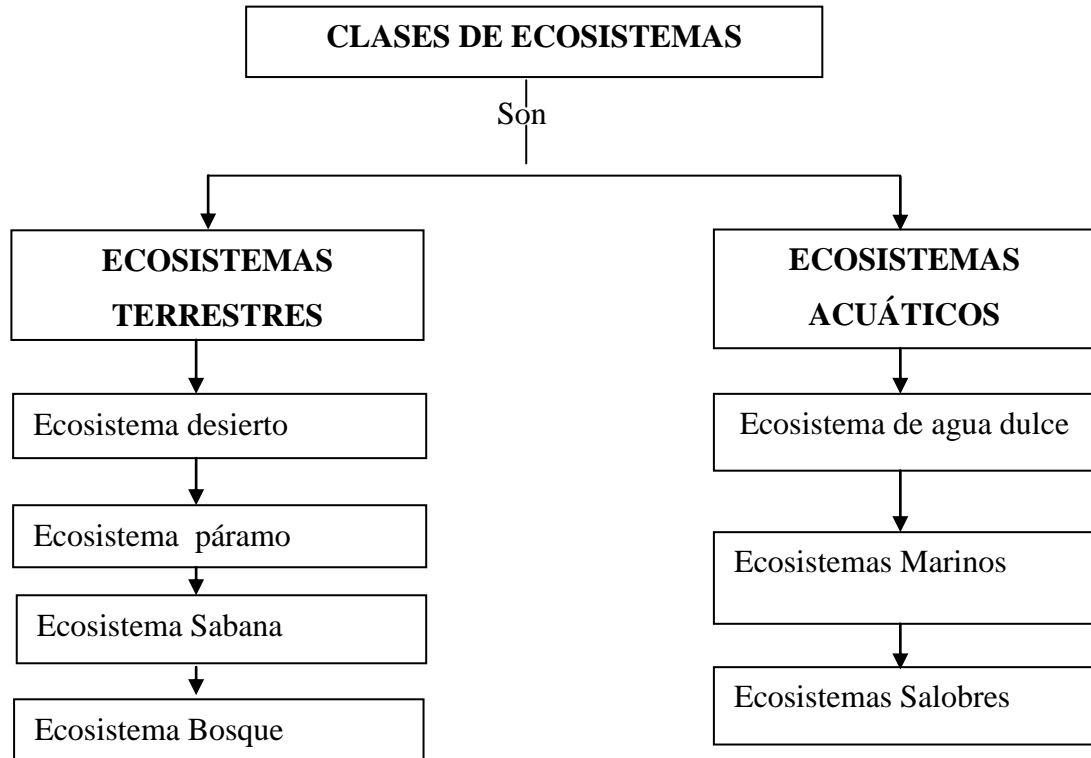 CLASES DE ECOSISTEMAS
Son
ECOSISTEMAS
TERRESTRES
Ecosistema desierto
Ecosistema páramo
Ecosistema Sabana
Ecosistema Bosque
ECOSISTEMAS
ACUÁTICOS
Ecosistema de agua dulce
Ecosistemas Marinos
Ecosistemas Salobres